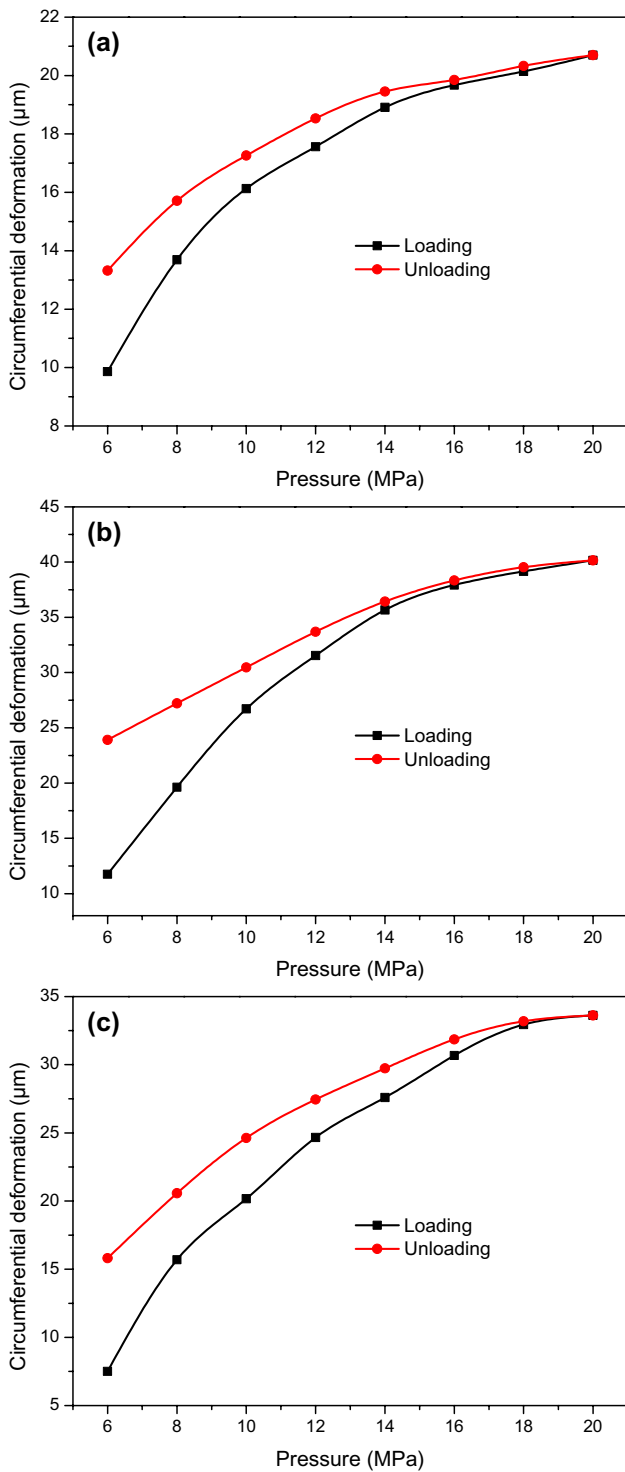 (a)
22
20
18
16
14
12
10
8
Circumferential deformation (μm)
Loading
Unloading
6 8 10 12 14 16 18 20
Pressure (MPa)
(b)
45
40
35
30
25
20
15
10
Circumferential deformation (μm)
Loading
Unloading
6 8 10 12 14 16 18 20
Pressure (MPa)
(c)
35
30
25
20
15
10
5
Circumferential deformation (μm)
Loading
Unloading
6 8 10 12 14 16 18 20
Pressure (MPa)